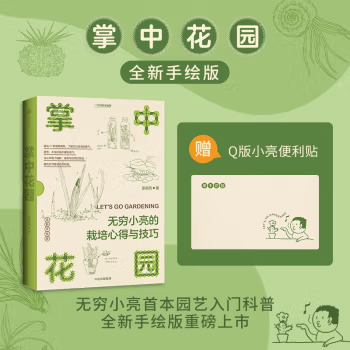 掌中花园
全新手绘版
掌中
LET'S GO GARDENING
无穷小亮的
栽培心得与技巧
花园
赠
Q版小亮便利贴
无穷小亮首本园艺入门科普
全新手绘版重磅上市